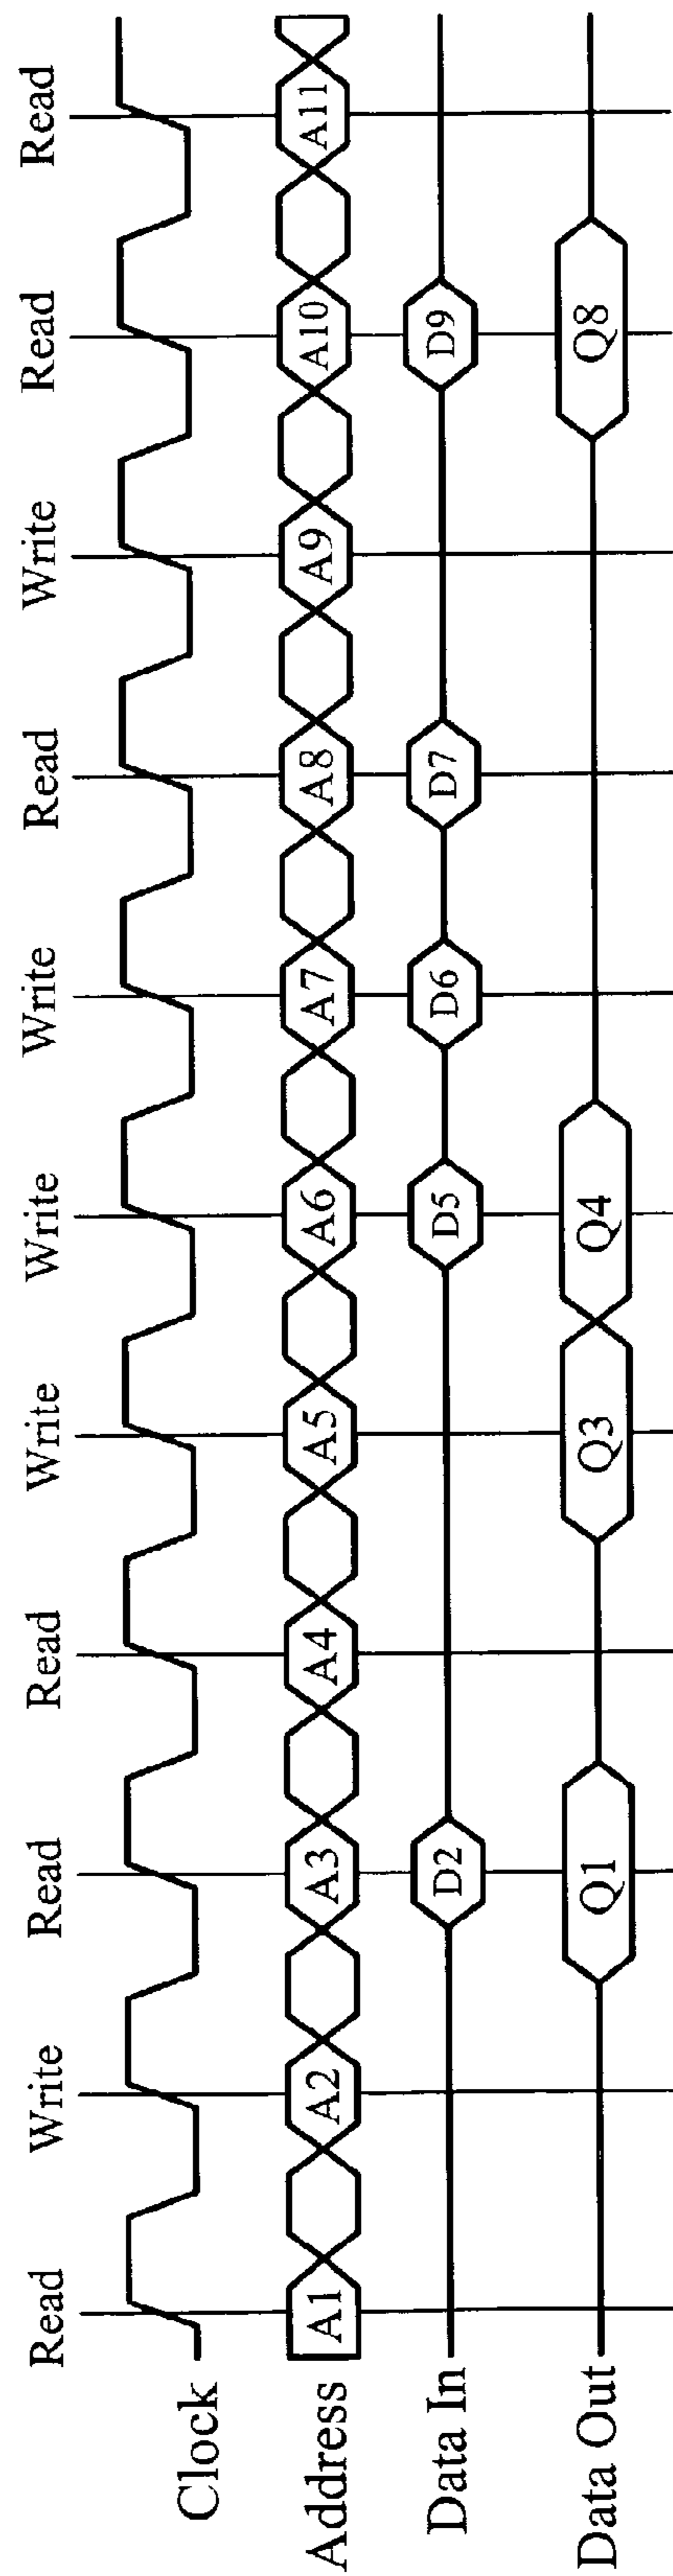 Read Write Read Read Write Write Write Read Write Read Read
Clock
Address A1 A2 A3 A4 A5 A6 A7 A8 A9 A10 A11
Data In D2 D5 D6 D7 D9
Data Out Q1 Q3 Q4 Q8